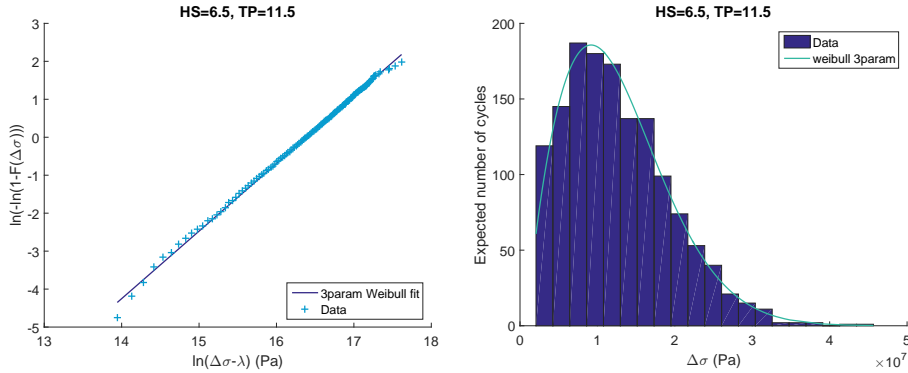 HS=6.5, TP=11.5
3
2
1
0
-1
-2
-3
-4
-5
ln(-ln(1-F(Δσ)))
3param Weibull fit
Data
13 14 15 16 17 18
ln(Δσ-λ) (Pa)
HS=6.5, TP=11.5
200
150
100
50
0
Expected number of cycles
Data
weibull 3param
0 1 2 3 4 5
×10⁷
Δσ (Pa)